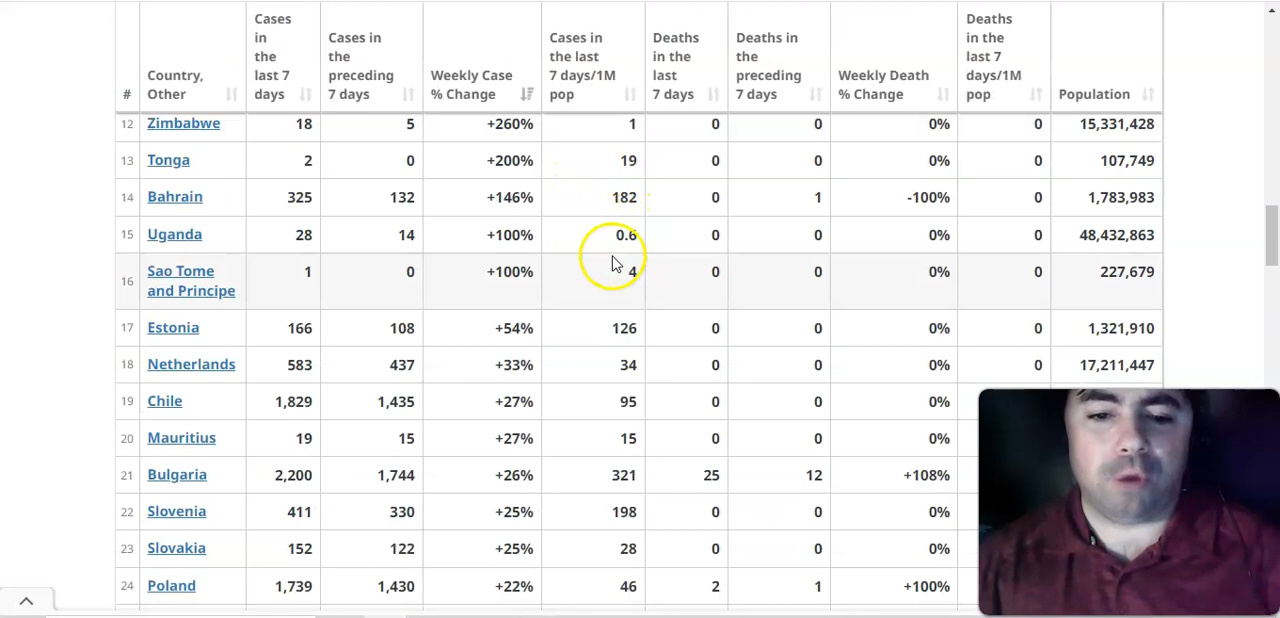 # Country, Other Cases in the last 7 days Cases in the preceding 7 days Weekly Case % Change Cases in the last 7 days/1M pop Deaths in the last 7 days Deaths in the preceding 7 days Weekly Death % Change Deaths in the last 7 days/1M pop Population
12 Zimbabwe 18 5 +260% 1 0 0 0% 0 15,331,428
13 Tonga 2 0 +200% 19 0 0 0% 0 107,749
14 Bahrain 325 132 +146% 182 0 1 -100% 0 1,783,983
15 Uganda 28 14 +100% 0.6 0 0 0% 0 48,432,863
16 Sao Tome and Principe 1 0 +100% 4 0 0 0% 0 227,679
17 Estonia 166 108 +54% 126 0 0 0% 0 1,321,910
18 Netherlands 583 437 +33% 34 0 0 0% 0 17,211,447
19 Chile 1,829 1,435 +27% 95 0 0 0%
20 Mauritius 19 15 +27% 15 0 0 0%
21 Bulgaria 2,200 1,744 +26% 321 25 12 +108%
22 Slovenia 411 330 +25% 198 0 0 0%
23 Slovakia 152 122 +25% 28 0 0 0%
24 Poland 1,739 1,430 +22% 46 2 1 +100%